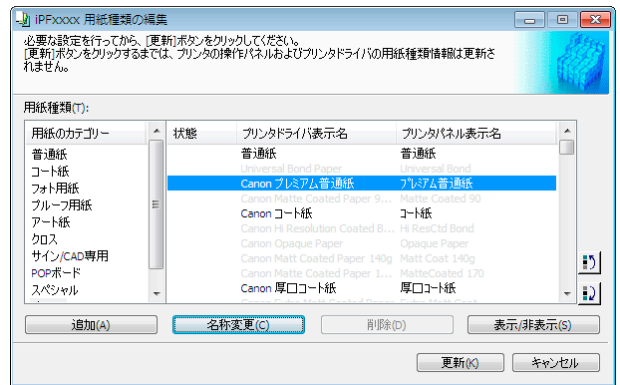 iPFxxxx 用紙種類の編集
必要な設定を行ってから、[更新]ボタンをクリックしてください。
[更新]ボタンをクリックするまでは、プリンタの操作パネルおよびプリンタドライバの用紙種類情報は更新さ
れません。
用紙種類(T):
用紙のカテゴリー 状態 プリンタドライバ表示名 プリンタパネル表示名
普通紙 普通紙 普通紙
コート紙 Universal Bond Paper Universal Bond
フォト用紙 Canon プレミアム普通紙 プレミアム普通紙
プルーフ用紙 Canon Matte Coated Paper 9... Matte Coated 90
アート紙 Canon コート紙 コート紙
クロス Canon Hi Resolution Coated B... Hi ResCtd Bond
サイン/CAD専用 Canon Opaque Paper Opaque Paper
POPボード Canon Matt Coated Paper 140g Matt Coat 140g
スペシャル Canon Matte Coated Paper 1... MatteCoated 170
Canon 厚口コート紙 厚口コート紙
追加(A) 名称変更(C) 削除(D) 表示/非表示(S)
更新(K) キャンセル